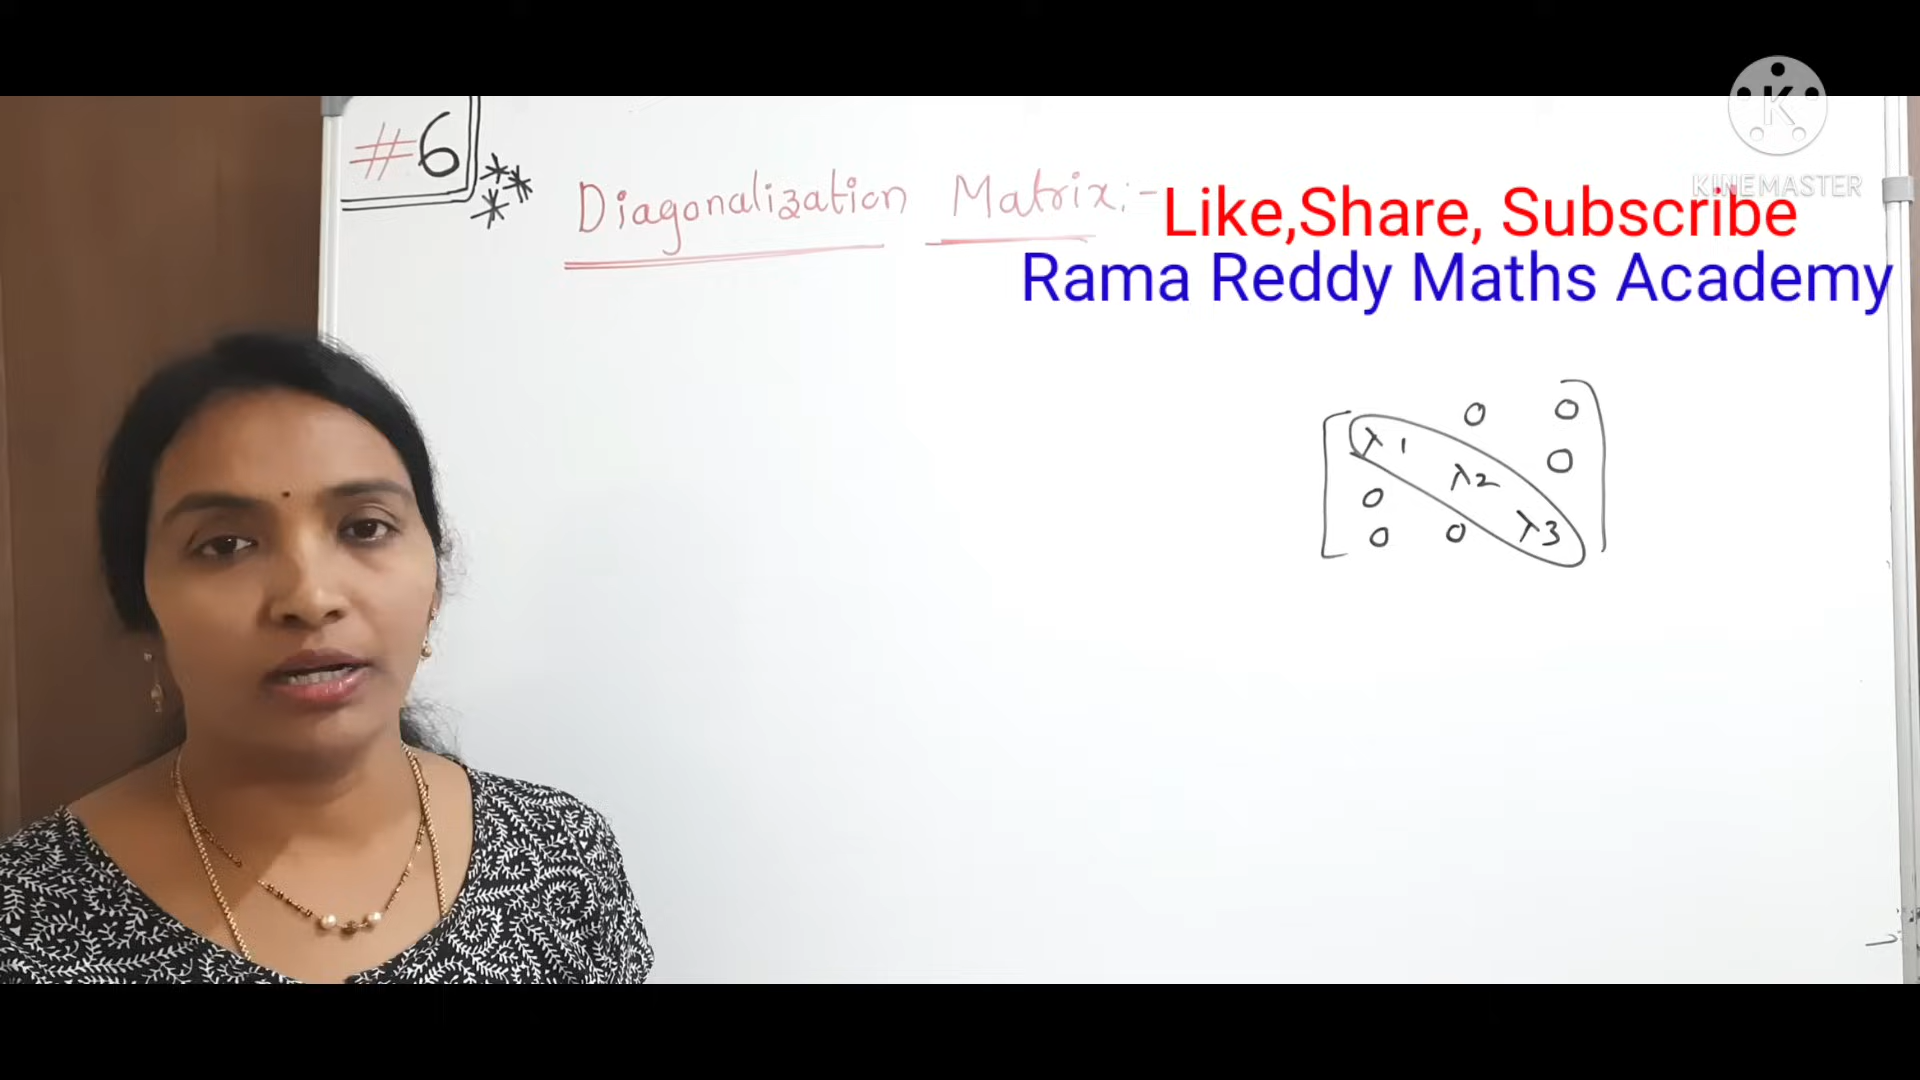 #6
Diagonalization Matrix:-
K
KINEMASTER
Like,Share, Subscribe
Rama Reddy Maths Academy
λ1 0 0
0 λ2 0
0 0 λ3